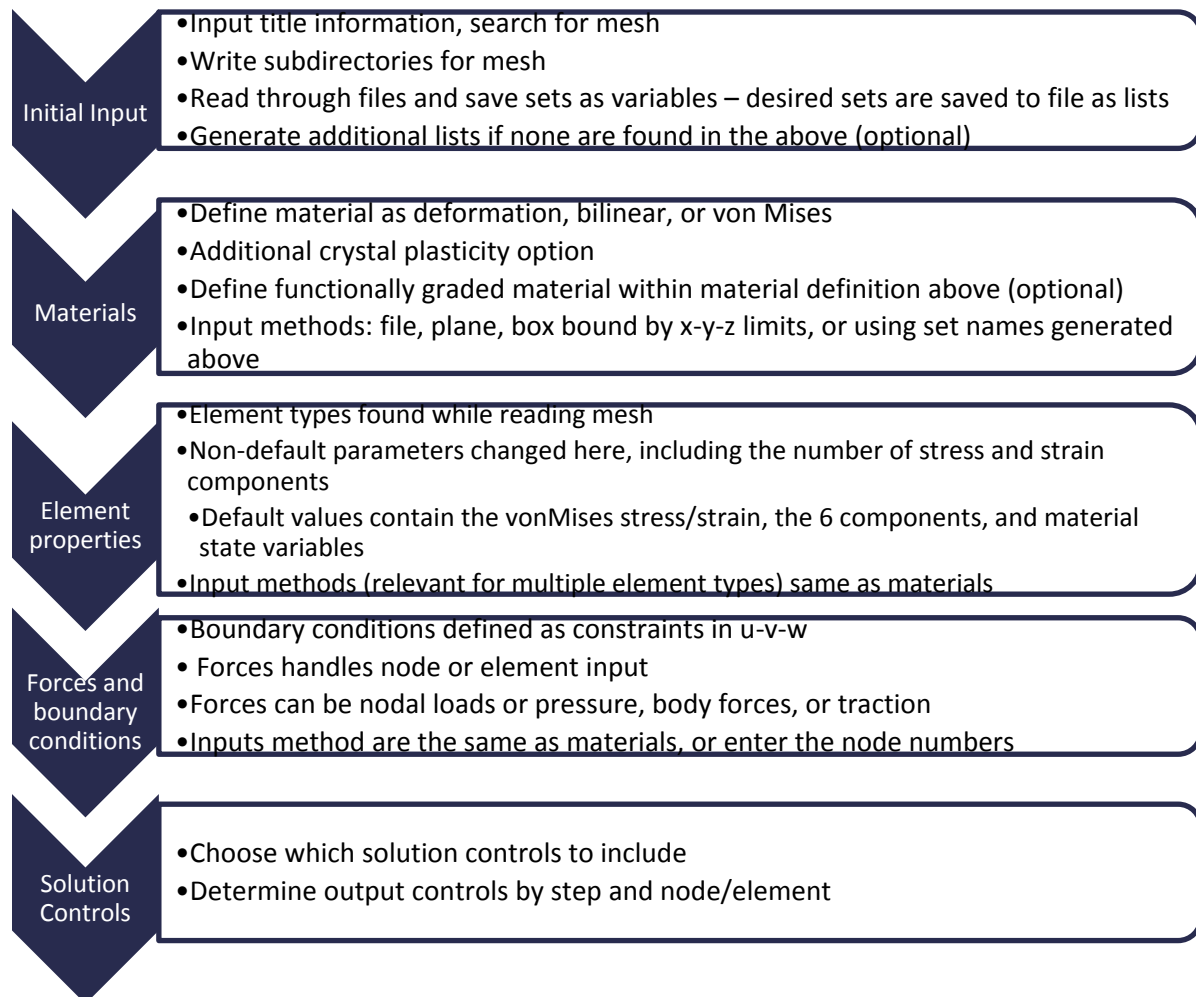 Initial Input
•Input title information, search for mesh
•Write subdirectories for mesh
•Read through files and save sets as variables – desired sets are saved to file as lists
•Generate additional lists if none are found in the above (optional)
Materials
•Define material as deformation, bilinear, or von Mises
•Additional crystal plasticity option
•Define functionally graded material within material definition above (optional)
•Input methods: file, plane, box bound by x-y-z limits, or using set names generated
above
Element
properties
•Element types found while reading mesh
•Non-default parameters changed here, including the number of stress and strain
components
•Default values contain the vonMises stress/strain, the 6 components, and material
state variables
•Input methods (relevant for multiple element types) same as materials
Forces and
boundary
conditions
•Boundary conditions defined as constraints in u-v-w
• Forces handles node or element input
•Forces can be nodal loads or pressure, body forces, or traction
•Inputs method are the same as materials, or enter the node numbers
Solution
Controls
•Choose which solution controls to include
•Determine output controls by step and node/element